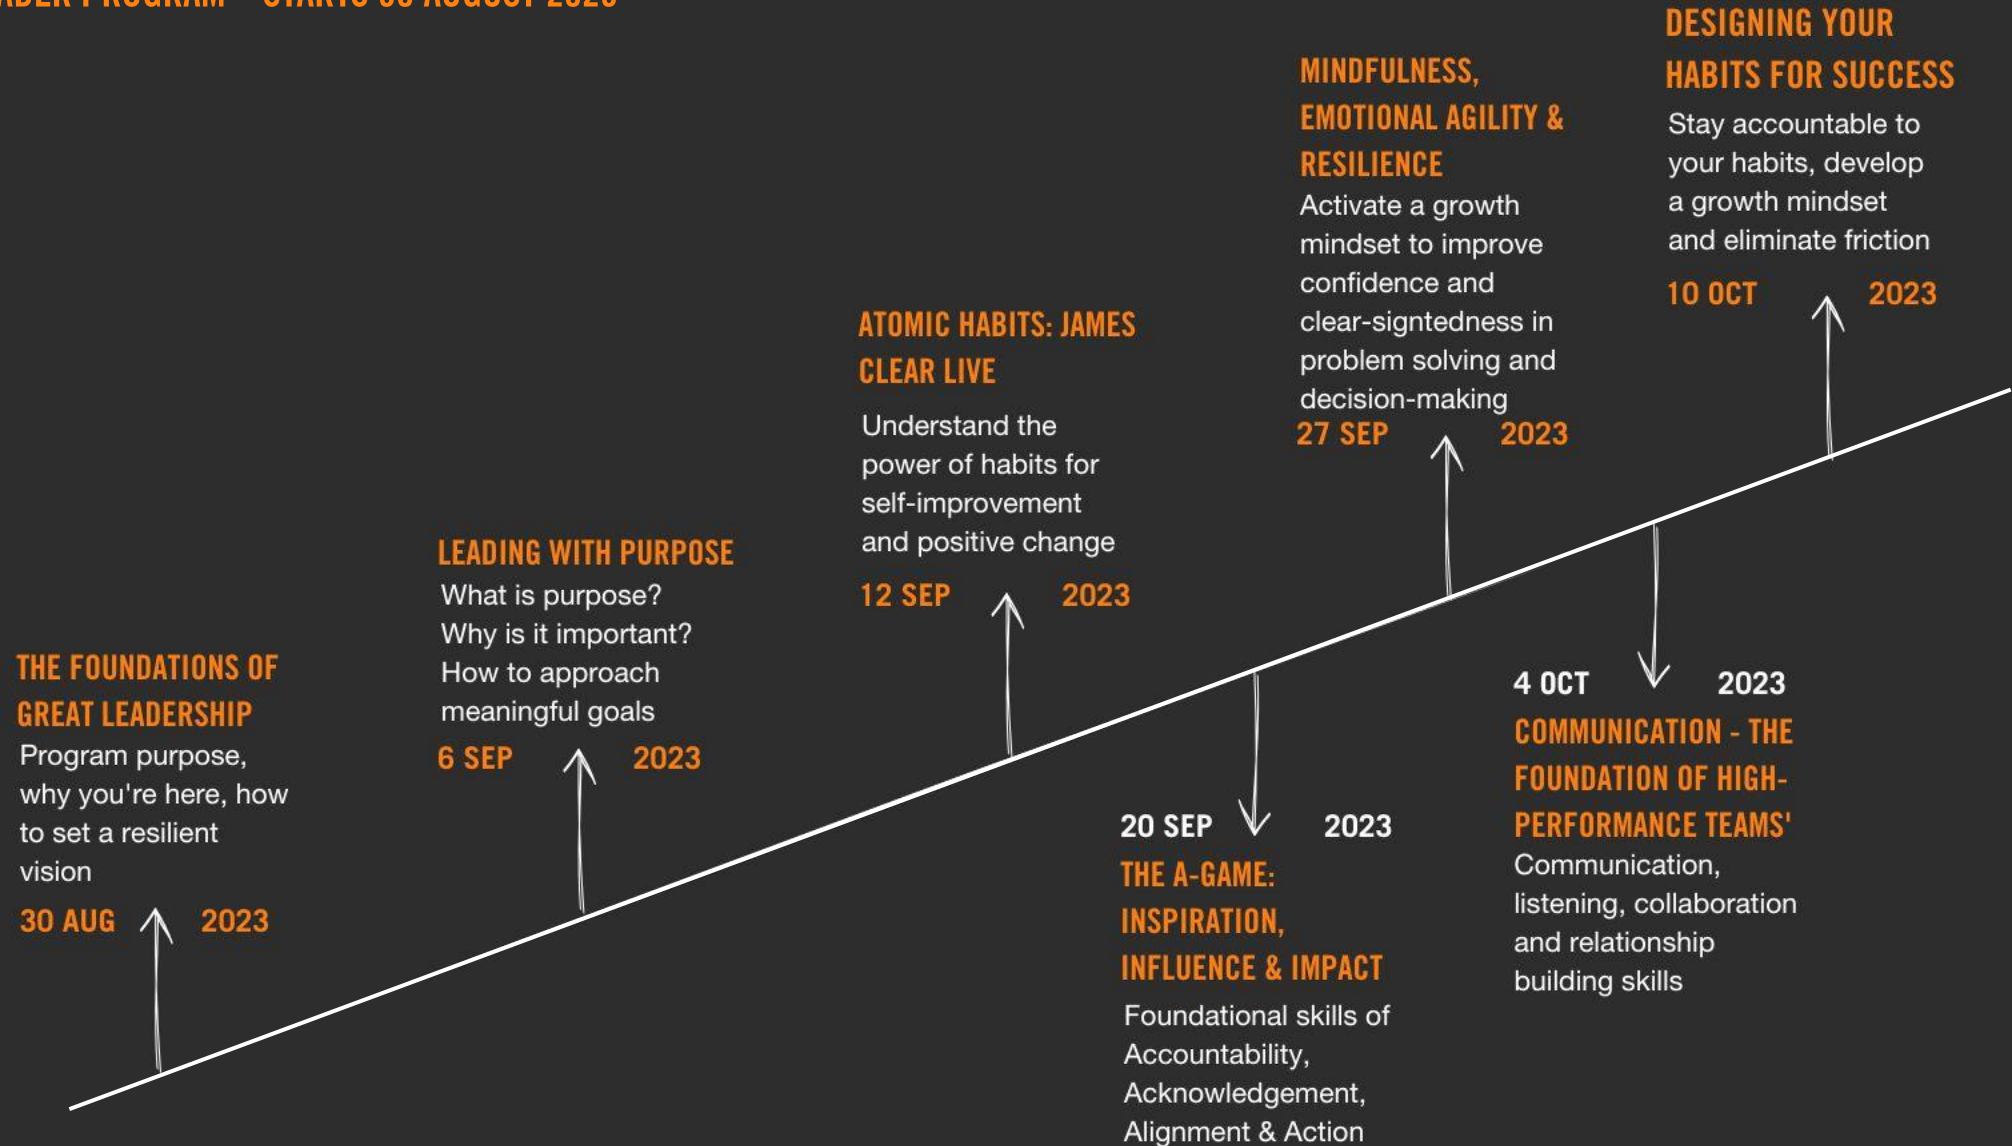 PROGRAM
THE FOUNDATIONS OF
GREAT LEADERSHIP
Program purpose,
why you're here, how
to set a resilient
vision
30 AUG 2023
LEADING WITH PURPOSE
What is purpose?
Why is it important?
How to approach
meaningful goals
6 SEP 2023
ATOMIC HABITS: JAMES
CLEAR LIVE
Understand the
power of habits for
self-improvement
and positive change
12 SEP 2023
20 SEP 2023
THE A-GAME:
INSPIRATION,
INFLUENCE & IMPACT
Foundational skills of
Accountability,
Acknowledgement,
Alignment & Action
MINDFULNESS,
EMOTIONAL AGILITY &
RESILIENCE
Activate a growth
mindset to improve
confidence and
clear-signtedness in
problem solving and
decision-making
27 SEP 2023
4 OCT 2023
COMMUNICATION - THE
FOUNDATION OF HIGH-
PERFORMANCE TEAMS'
Communication,
listening, collaboration
and relationship
building skills
DESIGNING YOUR
HABITS FOR SUCCESS
Stay accountable to
your habits, develop
a growth mindset
and eliminate friction
10 OCT 2023